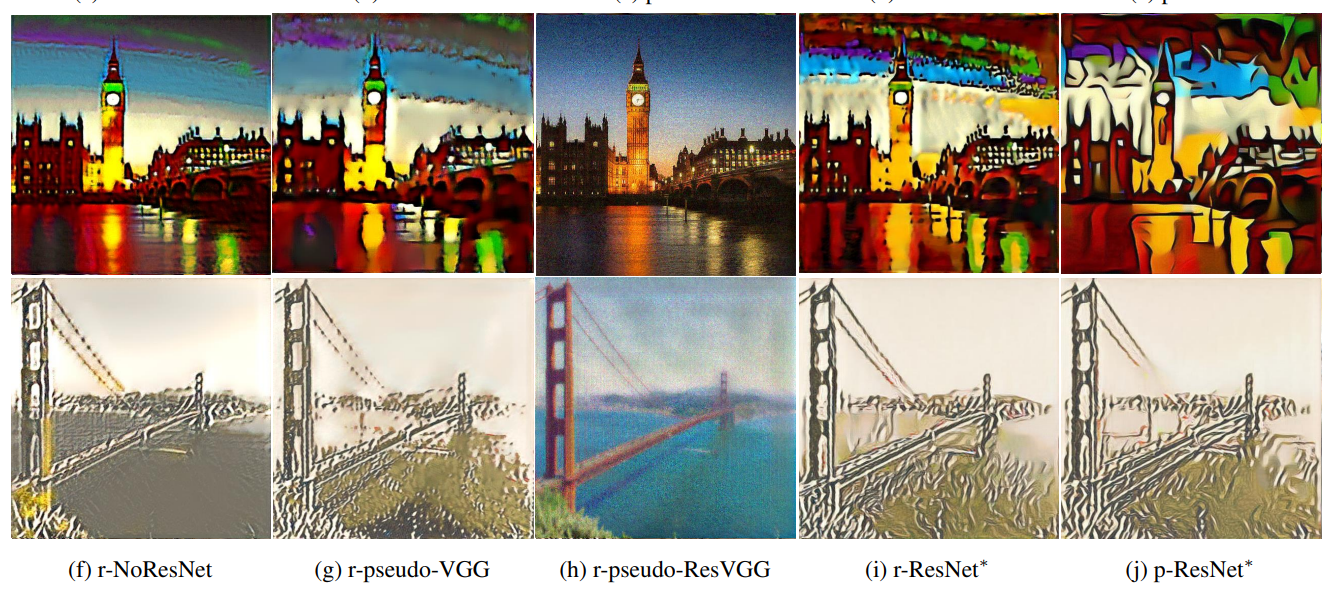 (f) r-NoResNet
(g) r-pseudo-VGG
(h) r-pseudo-ResVGG
(i) r-ResNet*
(j) p-ResNet*